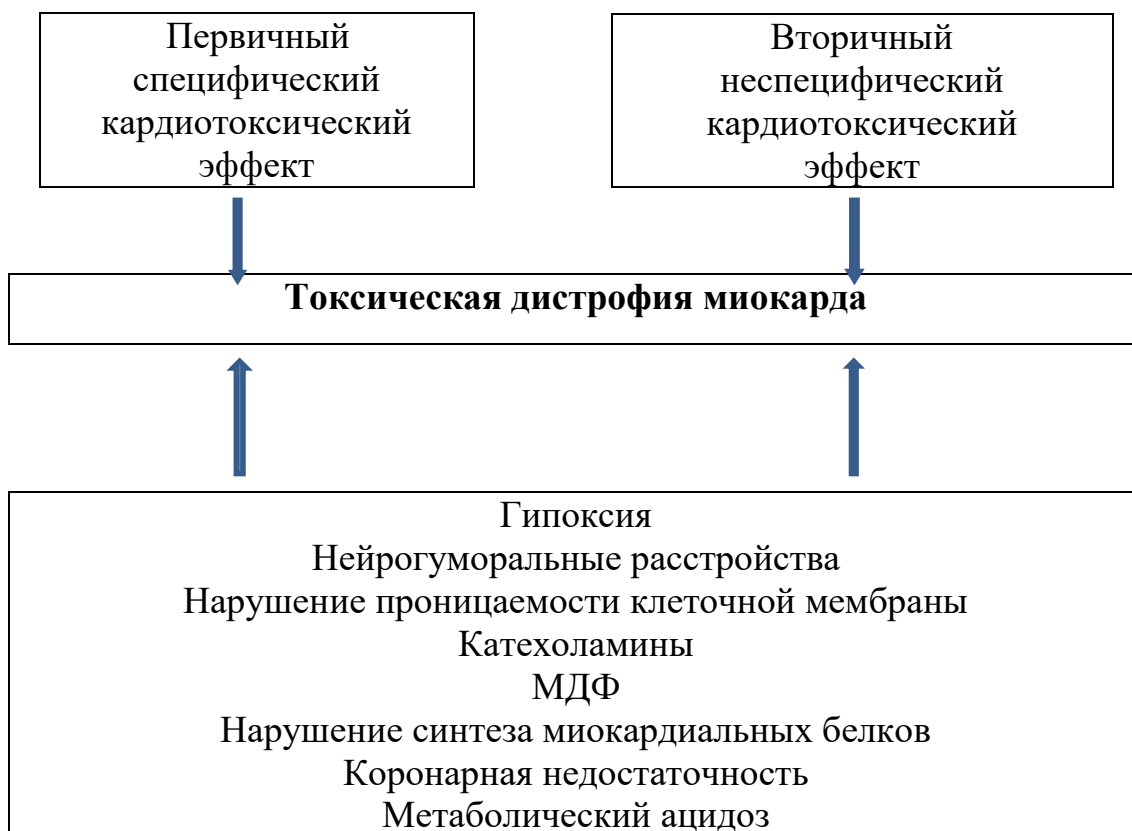 Первичный
специфический
кардиотоксический
эффект
Вторичный
неспецифический
кардиотоксический
эффект
Токсическая дистрофия миокарда
Гипоксия
Нейрогуморальные расстройства
Нарушение проницаемости клеточной мембраны
Катехоламины
МДФ
Нарушение синтеза миокардиальных белков
Коронарная недостаточность
Метаболический ацидоз